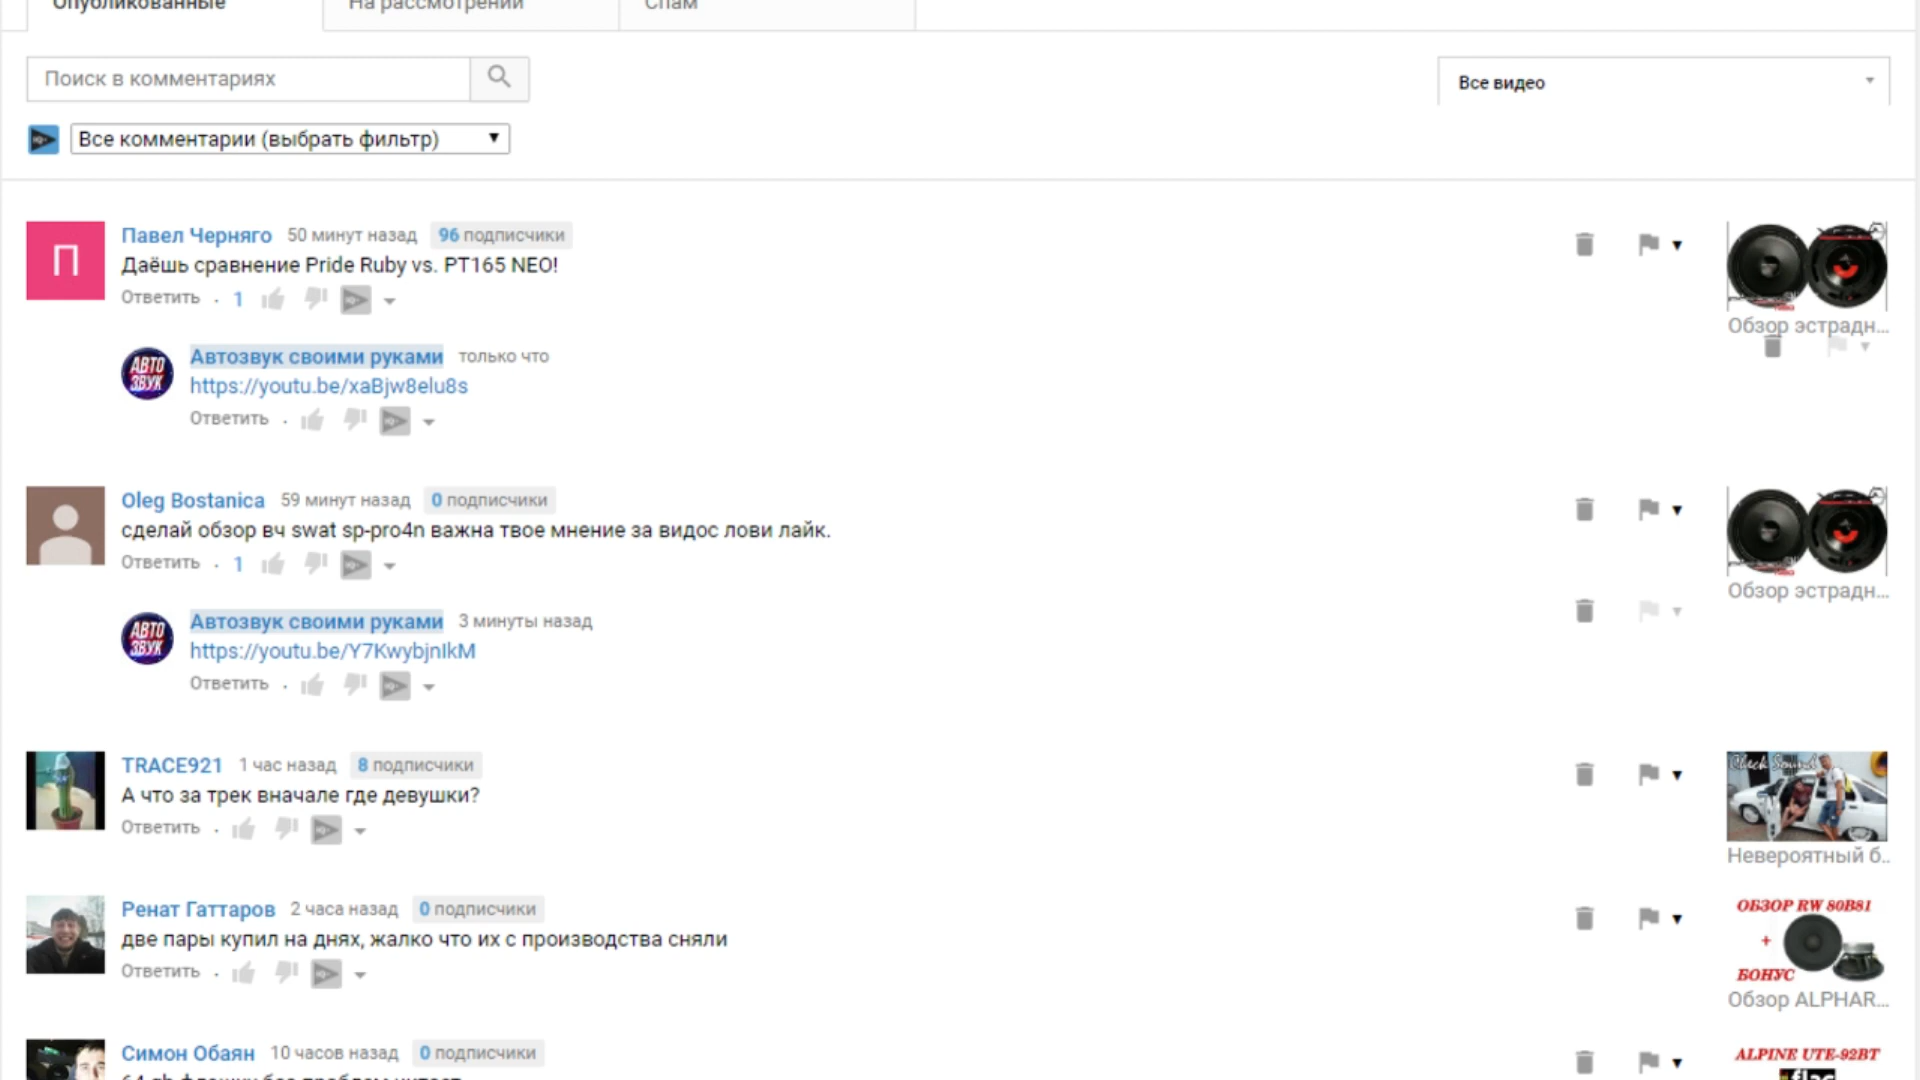 Опубликованные
На рассмотрении
Спам
Поиск в комментариях
Все видео
Все комментарии (выбрать фильтр)
П
Павел Черняго 50 минут назад 96 подписчики
Даёшь сравнение Pride Ruby vs. PT165 NEO!
Ответить · 1
Обзор эстрадн...
АВТО
ЗВУК
Автозвук своими руками только что
https://youtu.be/xaBjw8elu8s
Ответить ·
Oleg Bostanica 59 минут назад 0 подписчики
сделай обзор вч swat sp-pro4n важна твое мнение за видос лови лайк.
Ответить · 1
Обзор эстрадн...
АВТО
ЗВУК
Автозвук своими руками 3 минуты назад
https://youtu.be/Y7KwybjnIkM
Ответить ·
TRACE921 1 час назад 8 подписчики
А что за трек вначале где девушки?
Ответить ·
Невероятный б..
Ренат Гаттаров 2 часа назад 0 подписчики
две пары купил на днях, жалко что их с производства сняли
Ответить ·
ОБЗОР RW 80B81
+
БОНУС
Обзор ALPHAR...
Симон Обаян 10 часов назад 0 подписчики
ALPINE UTE-92BT